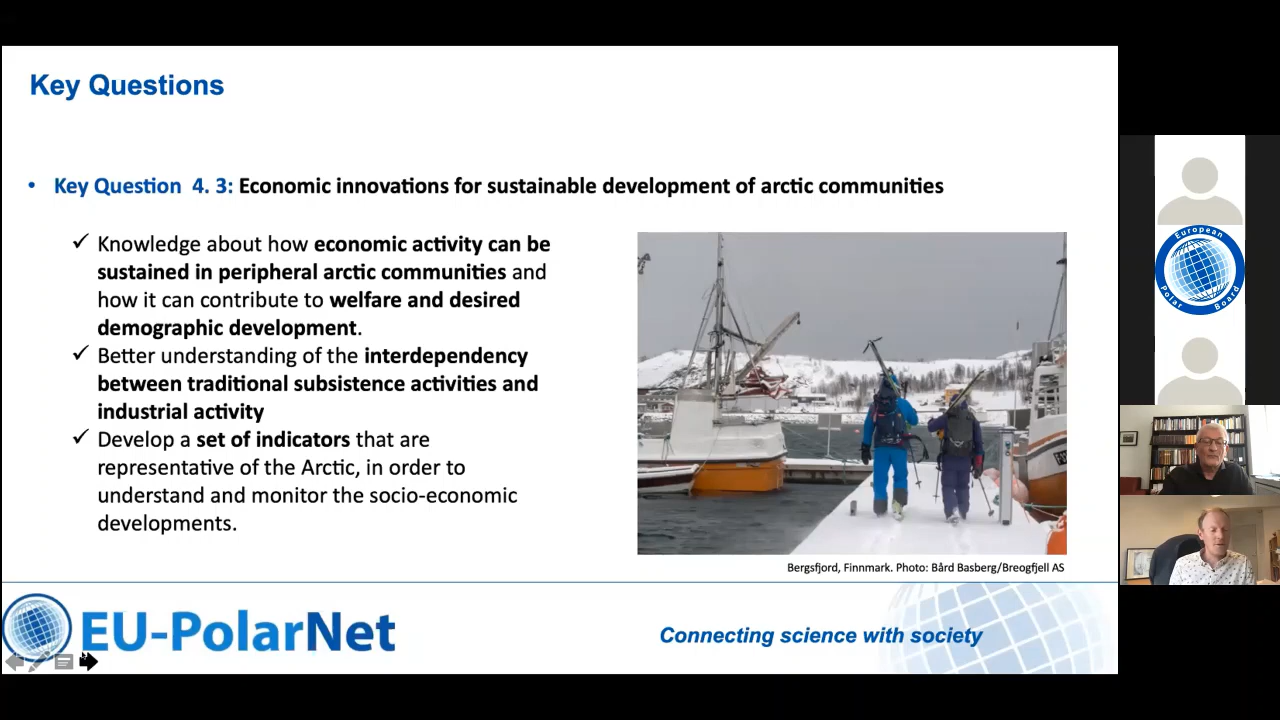 Key Questions
• Key Question 4. 3: Economic innovations for sustainable development of arctic communities
✓ Knowledge about how economic activity can be
sustained in peripheral arctic communities and
how it can contribute to welfare and desired
demographic development.
✓ Better understanding of the interdependency
between traditional subsistence activities and
industrial activity
✓ Develop a set of indicators that are
representative of the Arctic, in order to
understand and monitor the socio-economic
developments.
Bergsfjord, Finnmark. Photo: Bård Basberg/Breogfjell AS
EU-PolarNet
Connecting science with society
European
Polar Board